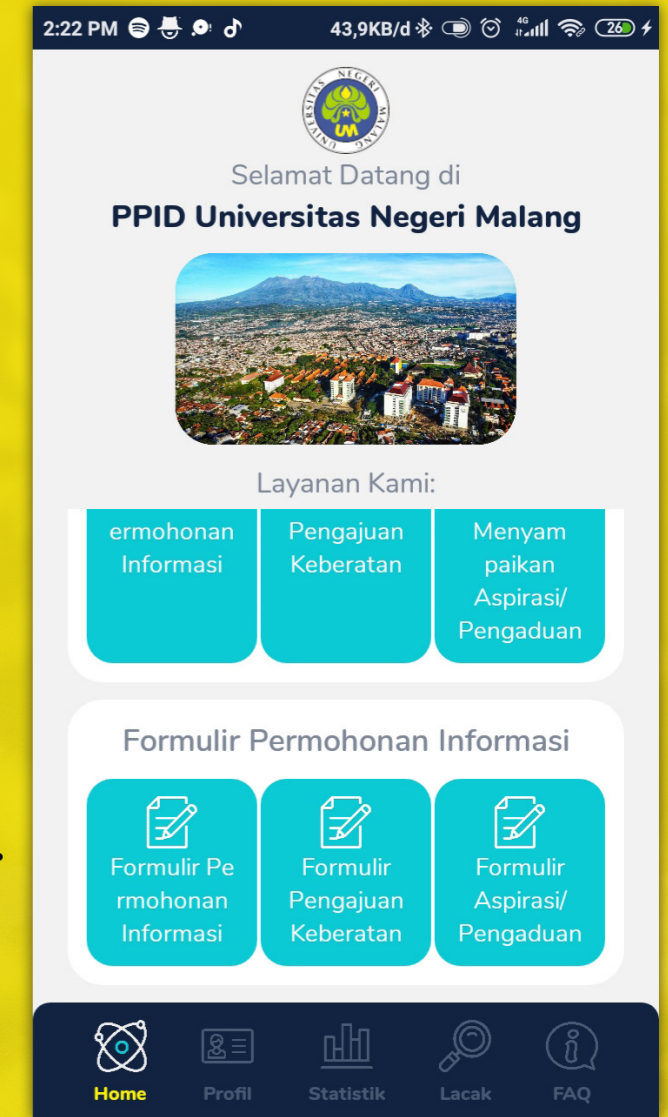 2:22 PM 43,9KB/d 4G 26
UNIVERSITAS NEGERI MALANG
UM
Selamat Datang di
PPID Universitas Negeri Malang
Layanan Kami:
ermohonan
Informasi
Pengajuan
Keberatan
Menyam
paikan
Aspirasi/
Pengaduan
Formulir Permohonan Informasi
Formulir Pe
rmohonan
Informasi
Formulir
Pengajuan
Keberatan
Formulir
Aspirasi/
Pengaduan
Home Profil Statistik Lacak FAQ